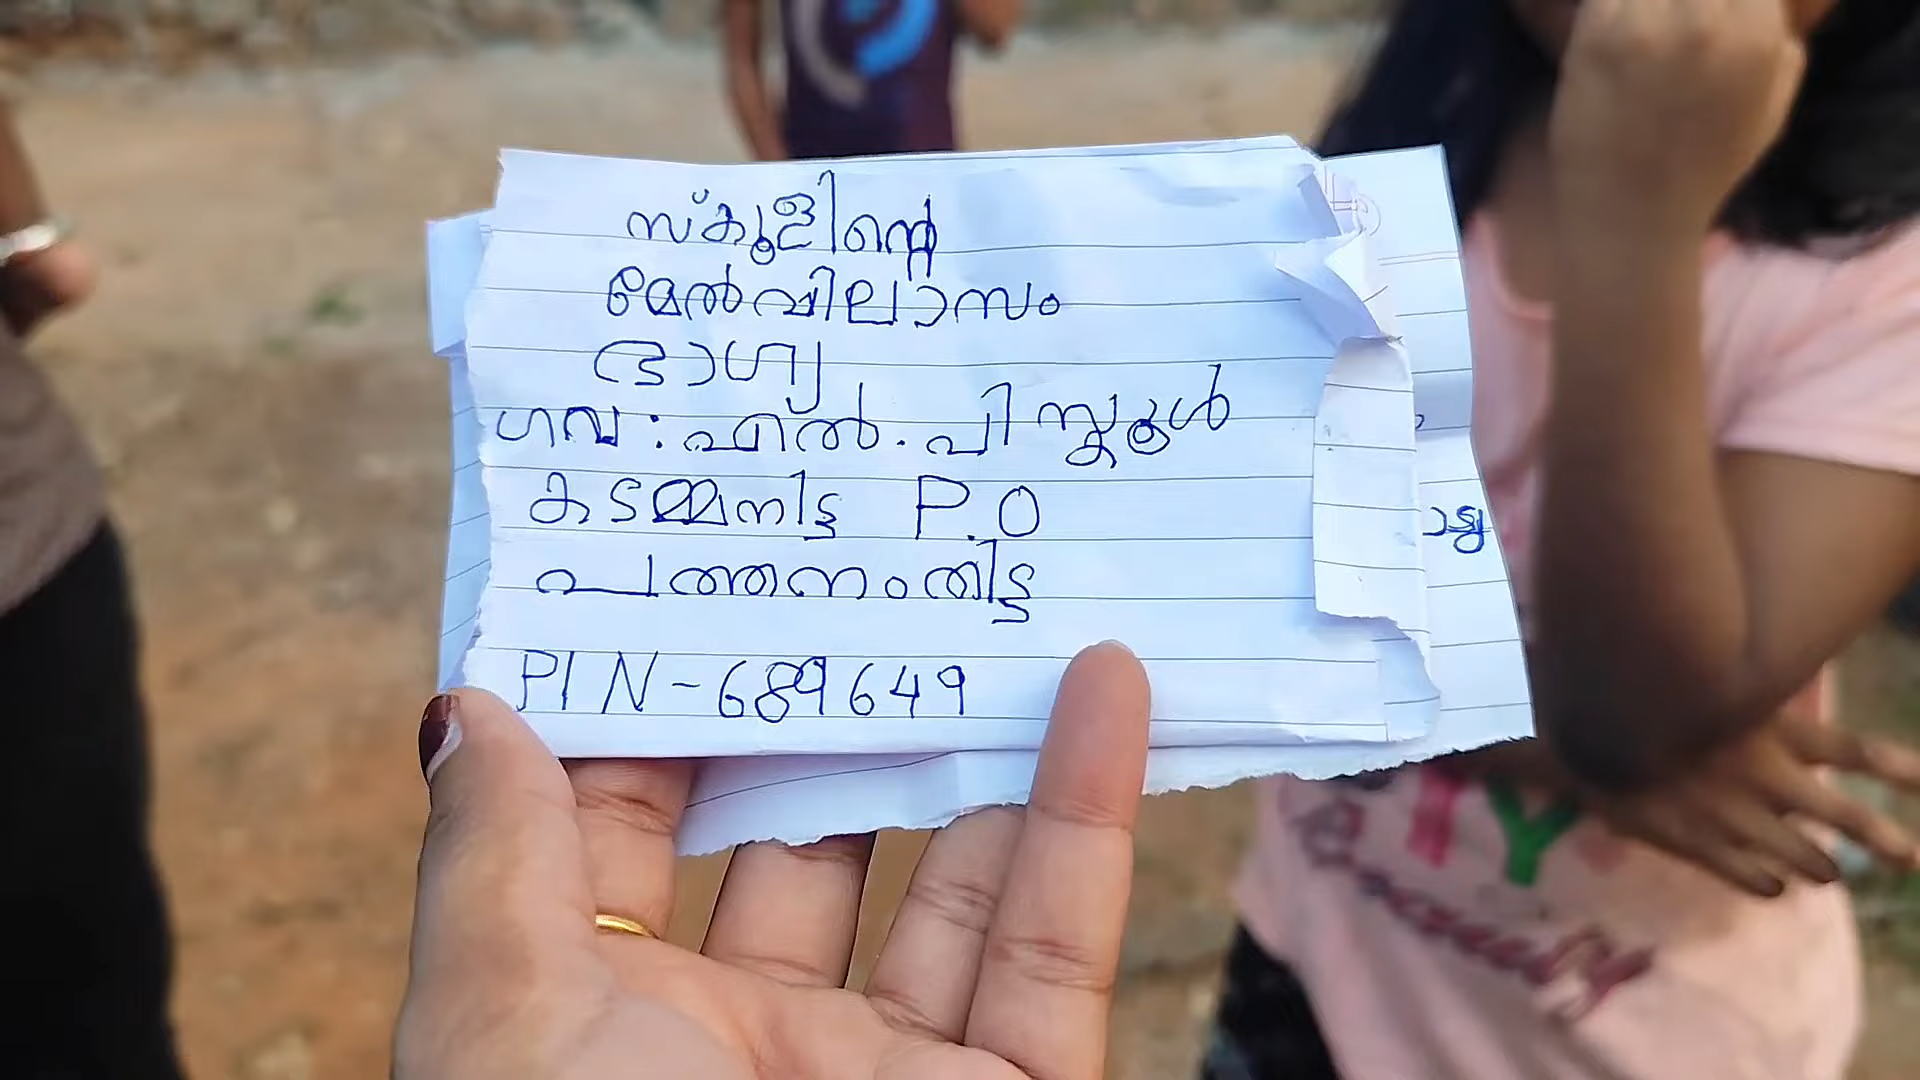 സ്കൂളിന്റെ
മേൽവിലാസം
ഭാഗ്യ
ഗവ: എൽ. പി സ്കൂൾ
കടമ്മനിട്ട P.O
പത്തനംതിട്ട
PIN-689649